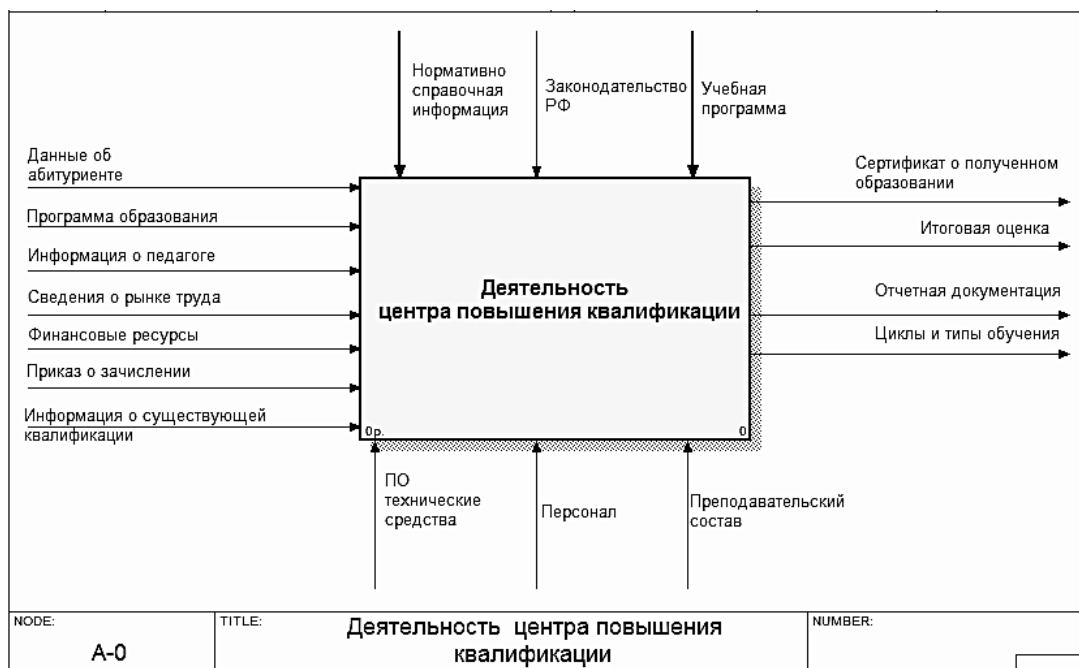 Нормативно
справочная
информация
Законодательство
РФ
Учебная
программа
Данные об
абитуриенте
Программа образования
Информация о педагоге
Сведения о рынке труда
Финансовые ресурсы
Приказ о зачислении
Информация о существующей
квалификации
Деятельность
центра повышения квалификации
0р.
0
Сертификат о полученном
образовании
Итоговая оценка
Отчетная документация
Циклы и типы обучения
ПО
технические
средства
Персонал
Преподавательский
состав
NODE:
A-0
TITLE:
Деятельность центра повышения
квалификации
NUMBER: